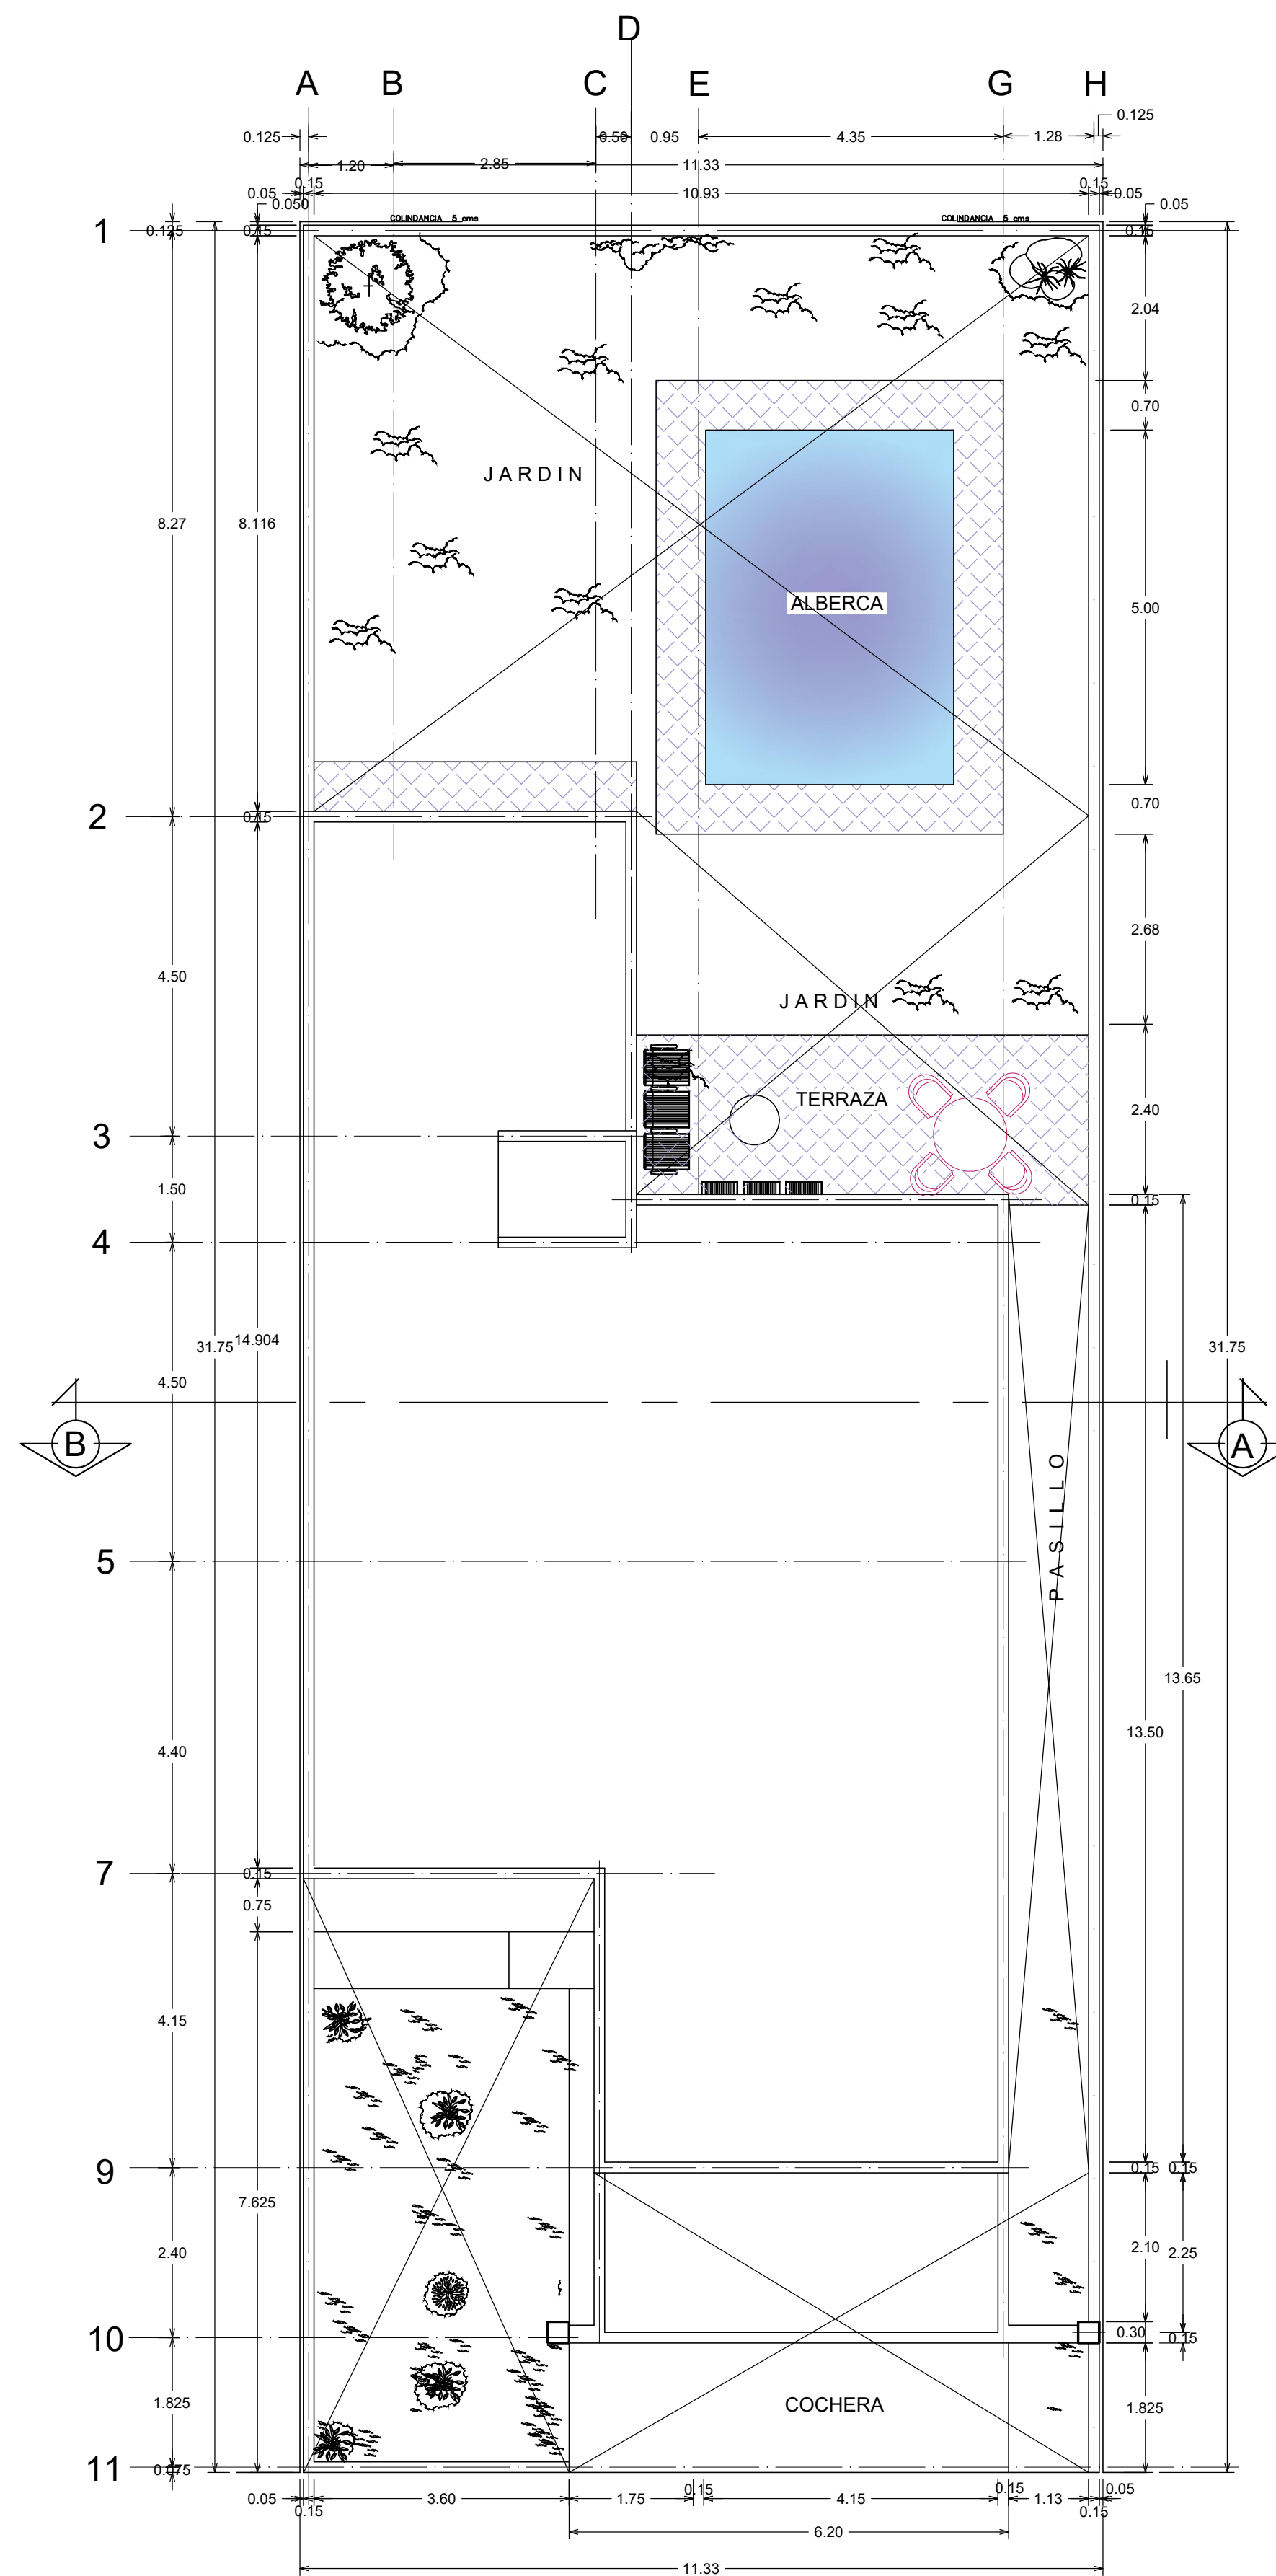 D
A B C E G H
0.125 0.50 0.95 4.35 1.28 0.125
1.20 2.85 11.33
0.15 0.15
0.05 10.93 0.05
0.050 0.05
COLINDANCIA 5 cms COLINDANCIA 5 cms
1 0.125 0.15 0.15
2.04
0.70
JARDIN
8.27 8.116
ALBERCA 5.00
0.70
2 0.15
2.68
4.50
JARDIN
TERRAZA 2.40
3
1.50 0.15
4
31.75 14.904 31.75
4.50
B A
PASILLO
5
13.65
13.50
4.40
7 0.15
0.75
4.15
9 0.15 0.15
7.625
2.40 2.10 2.25
10 0.30 0.15
1.825 COCHERA 1.825
11 0.075
0.05 3.60 1.75 0.15 4.15 0.15 1.13 0.05
0.15 0.15
6.20
11.33